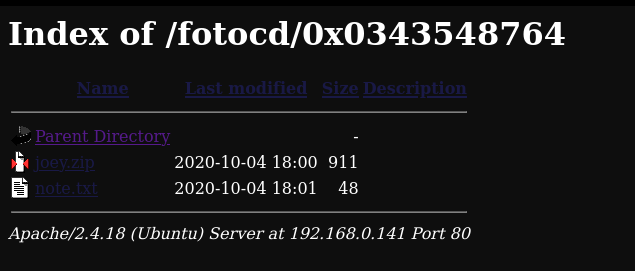 Index of /fotocd/0x0343548764
Name Last modified Size Description
Parent Directory -
joey.zip 2020-10-04 18:00 911
note.txt 2020-10-04 18:01 48
Apache/2.4.18 (Ubuntu) Server at 192.168.0.141 Port 80